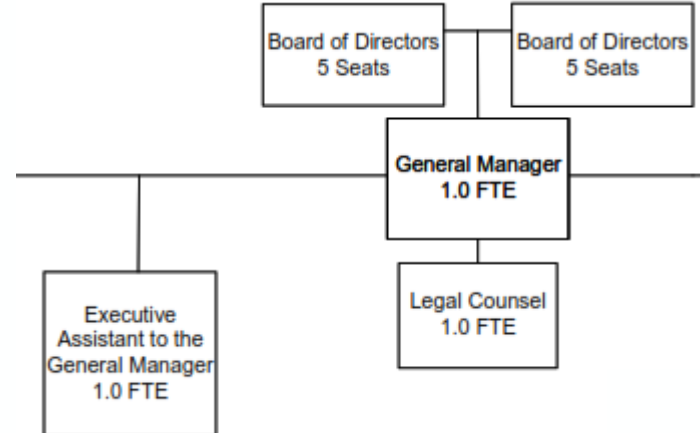 Board of Directors
5 Seats
Board of Directors
5 Seats
General Manager
1.0 FTE
Legal Counsel
1.0 FTE
Executive
Assistant to the
General Manager
1.0 FTE